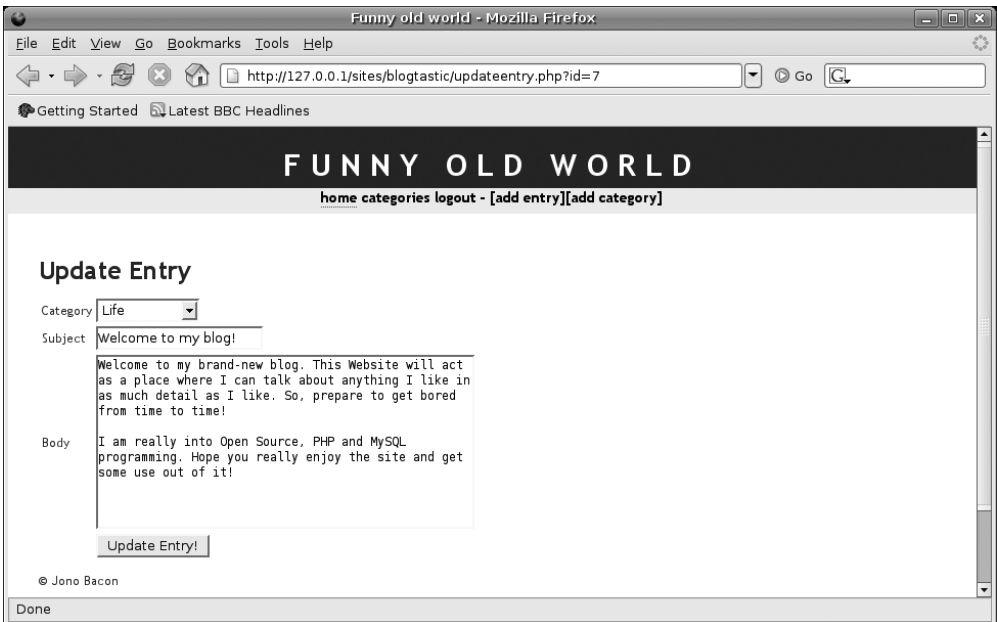 Funny old world - Mozilla Firefox
File Edit View Go Bookmarks Tools Help
http://127.0.0.1/sites/blogtastic/updateentry.php?id=7 Go G
Getting Started Latest BBC Headlines
FUNNY OLD WORLD
home categories logout - [add entry][add category]
Update Entry
Category Life
Subject Welcome to my blog!
Welcome to my brand-new blog. This Website will act
as a place where I can talk about anything I like in
as much detail as I like. So, prepare to get bored
from time to time!
Body
I am really into Open Source, PHP and MySQL
programming. Hope you really enjoy the site and get
some use out of it!
Update Entry!
© Jono Bacon
Done